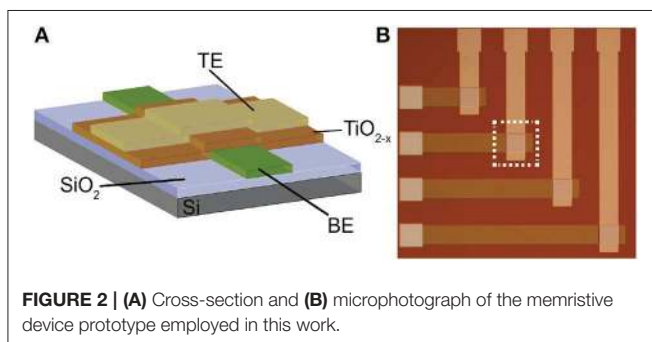 A
B
TE
TiO2-x
SiO2
Si
BE
FIGURE 2 | (A) Cross-section and (B) microphotograph of the memristive
device prototype employed in this work.